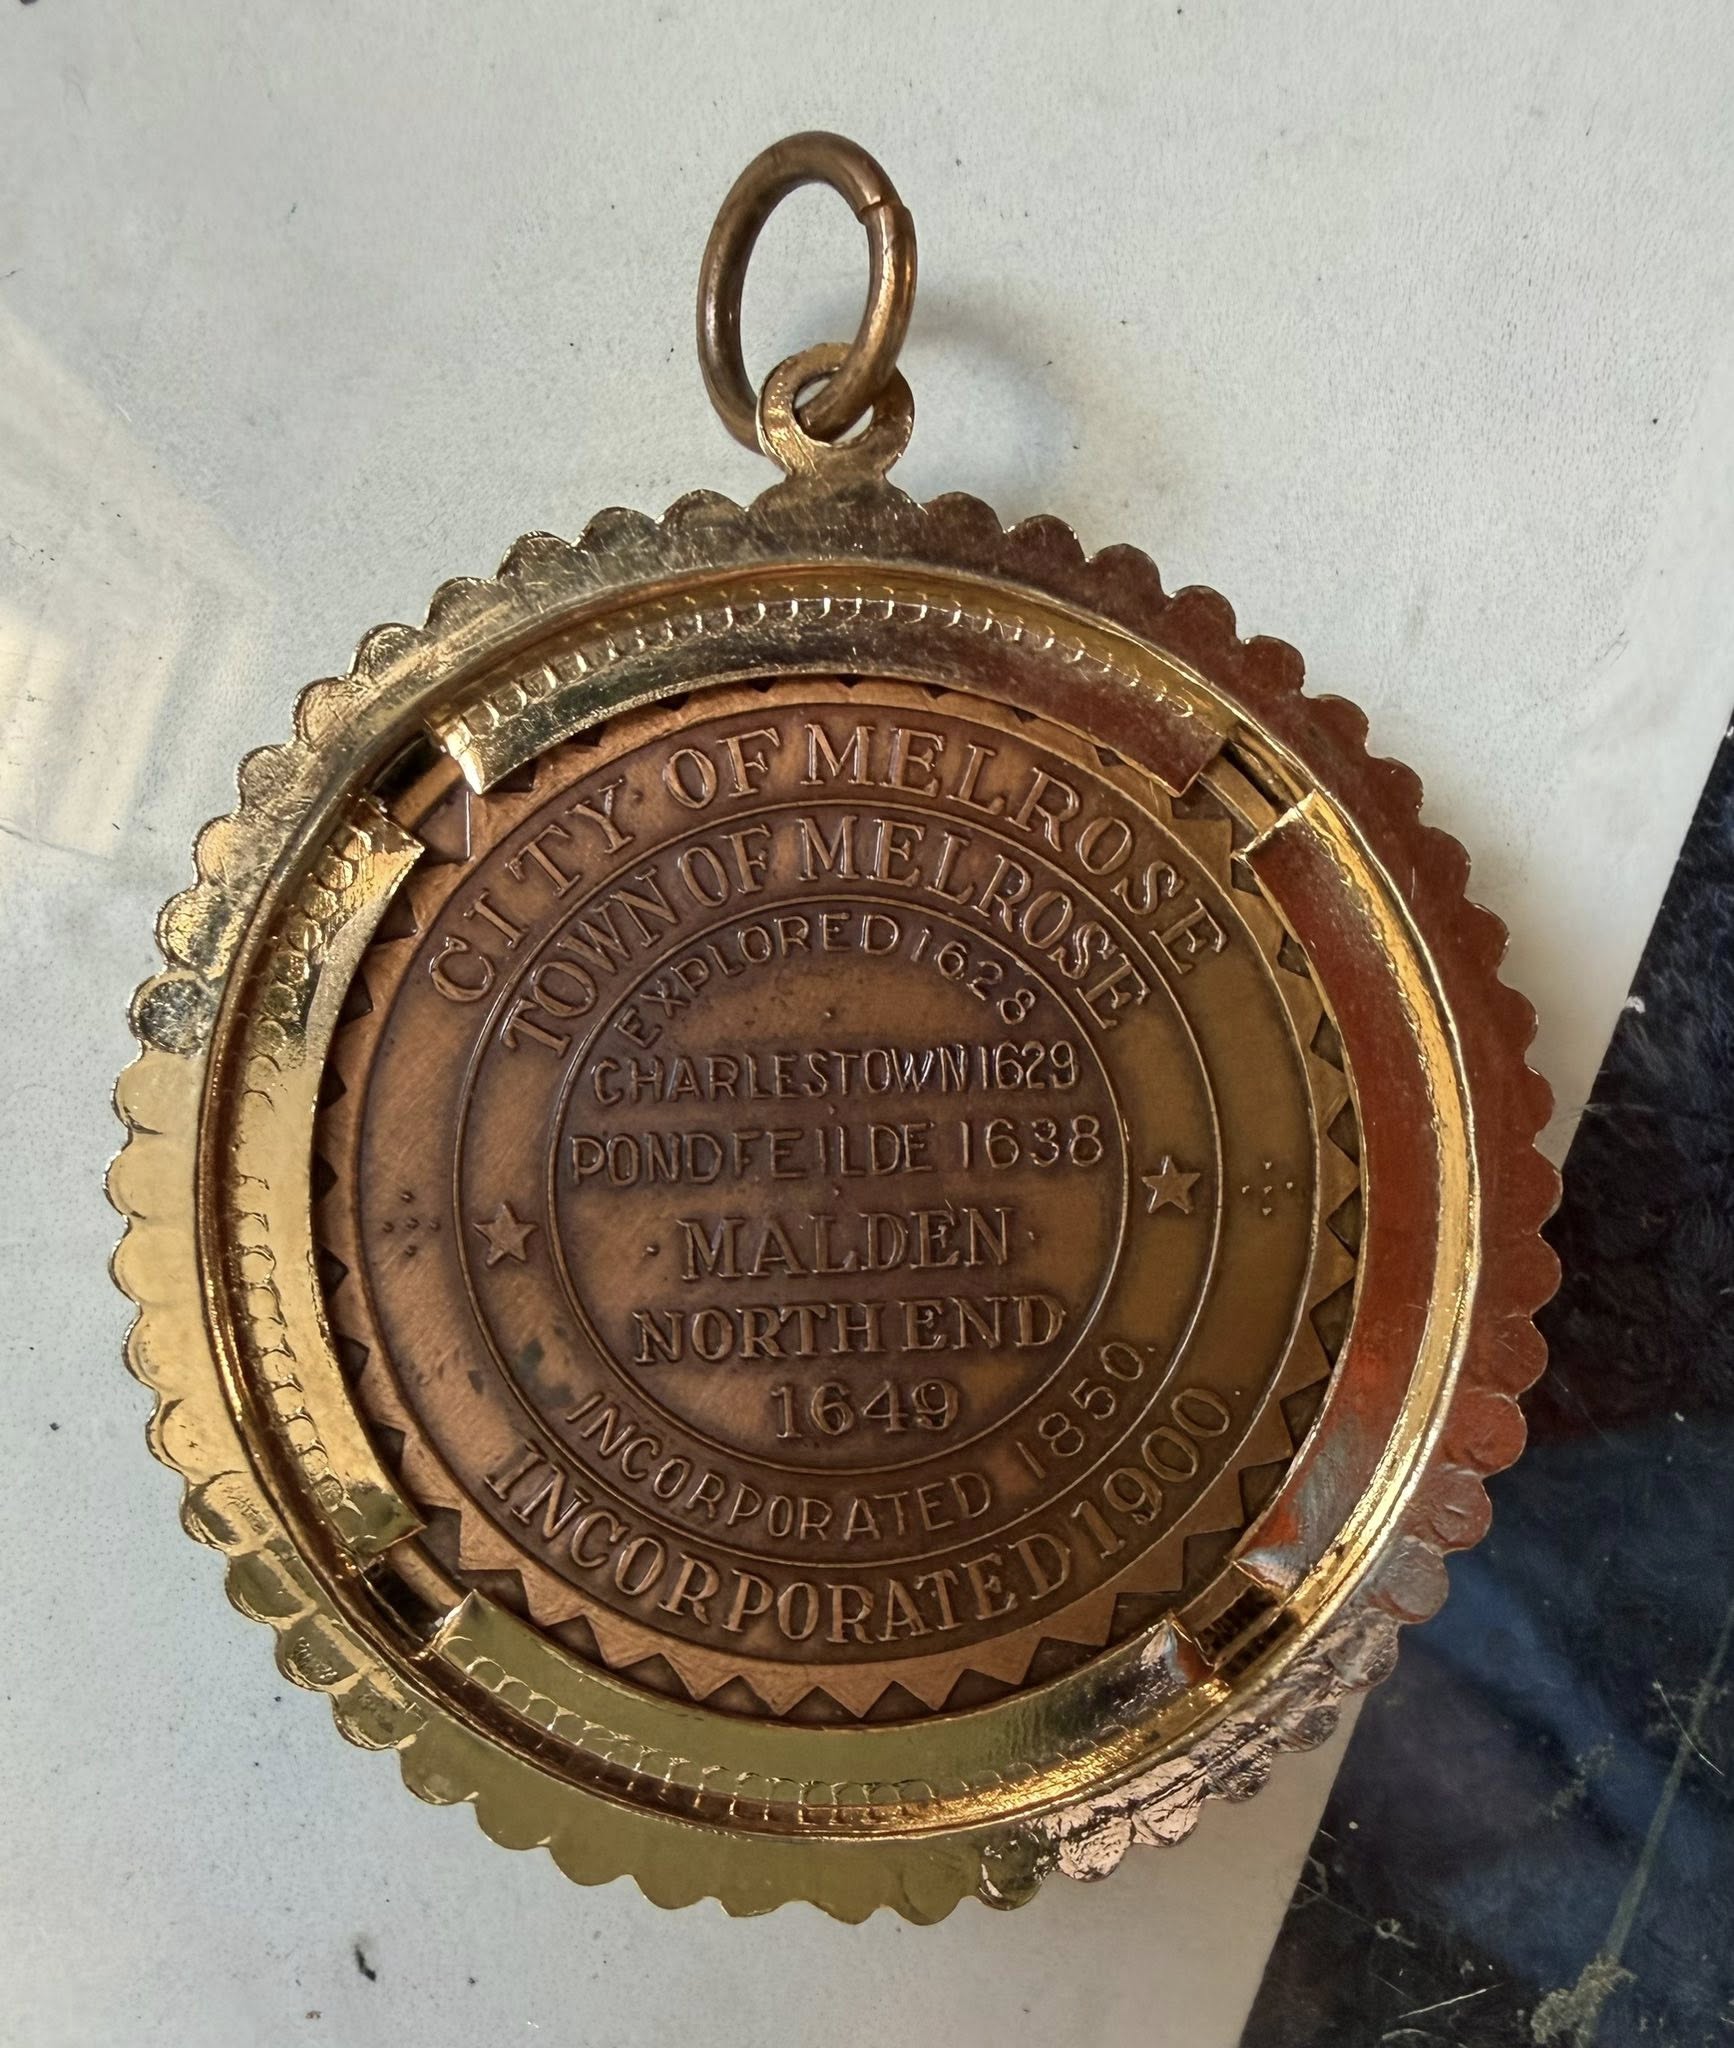 CITY OF MELROSE
TOWN OF MELROSE
EXPLORED 1628
CHARLESTOWN 1629
PONDFEILDE 1638
MALDEN
NORTH END
1649
INCORPORATED 1850.
INCORPORATED 1900